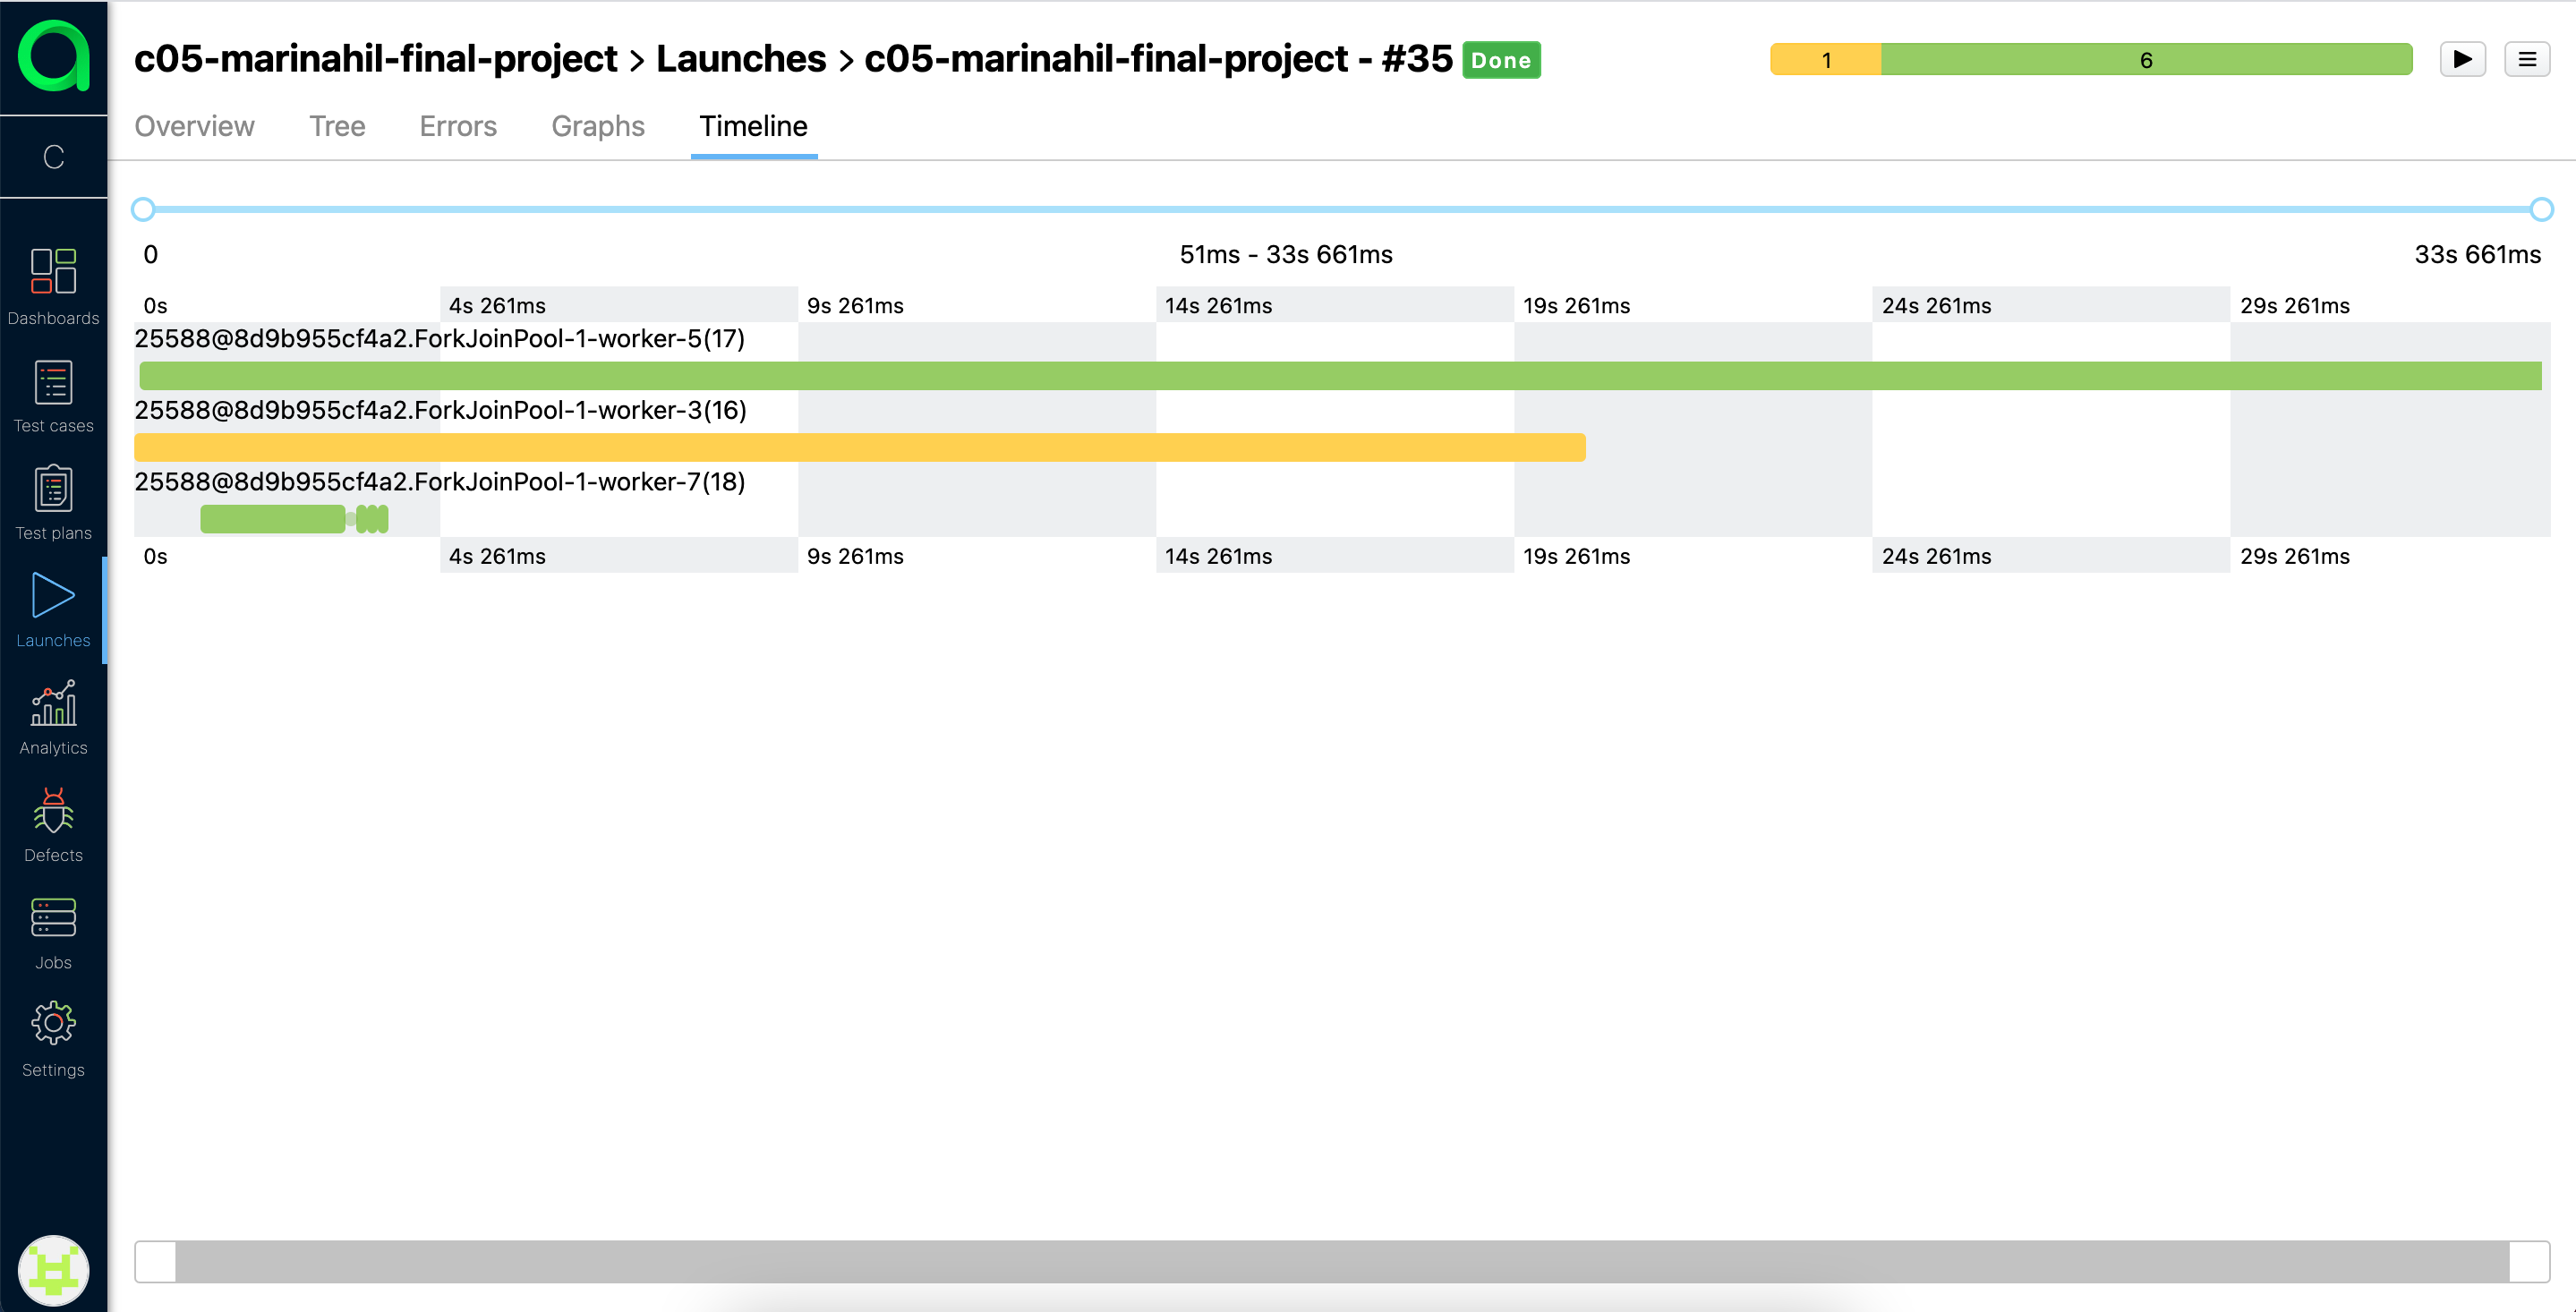 c05-marinahil-final-project > Launches > c05-marinahil-final-project - #35 Done
1 6
Overview Tree Errors Graphs Timeline
C
0 51ms - 33s 661ms 33s 661ms
0s 4s 261ms 9s 261ms 14s 261ms 19s 261ms 24s 261ms 29s 261ms
25588@8d9b955cf4a2.ForkJoinPool-1-worker-5(17)
25588@8d9b955cf4a2.ForkJoinPool-1-worker-3(16)
25588@8d9b955cf4a2.ForkJoinPool-1-worker-7(18)
0s 4s 261ms 9s 261ms 14s 261ms 19s 261ms 24s 261ms 29s 261ms
Dashboards
Test cases
Test plans
Launches
Analytics
Defects
Jobs
Settings